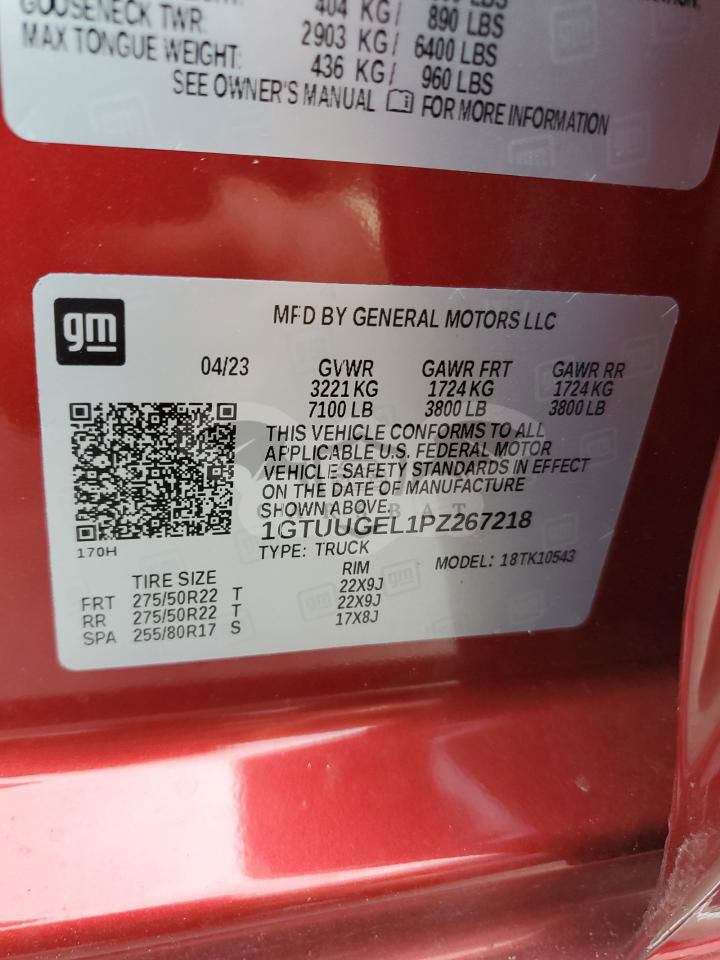 404 KG/ 890 LBS
GOOSENECK TWR: 2903 KG/ 6400 LBS
MAX TONGUE WEIGHT: 436 KG/ 960 LBS
SEE OWNER'S MANUAL FOR MORE INFORMATION
gm
MFD BY GENERAL MOTORS LLC
04/23 GVWR GAWR FRT GAWR RR
3221 KG 1724 KG 1724 KG
7100 LB 3800 LB 3800 LB
THIS VEHICLE CONFORMS TO ALL
APPLICABLE U.S. FEDERAL MOTOR
VEHICLE SAFETY STANDARDS IN EFFECT
ON THE DATE OF MANUFACTURE
SHOWN ABOVE.
1GTUUGEL1PZ267218
170H
TYPE: TRUCK MODEL: 18TK10543
TIRE SIZE RIM
FRT 275/50R22 T 22X9J
RR 275/50R22 T 22X9J
SPA 255/80R17 S 17X8J